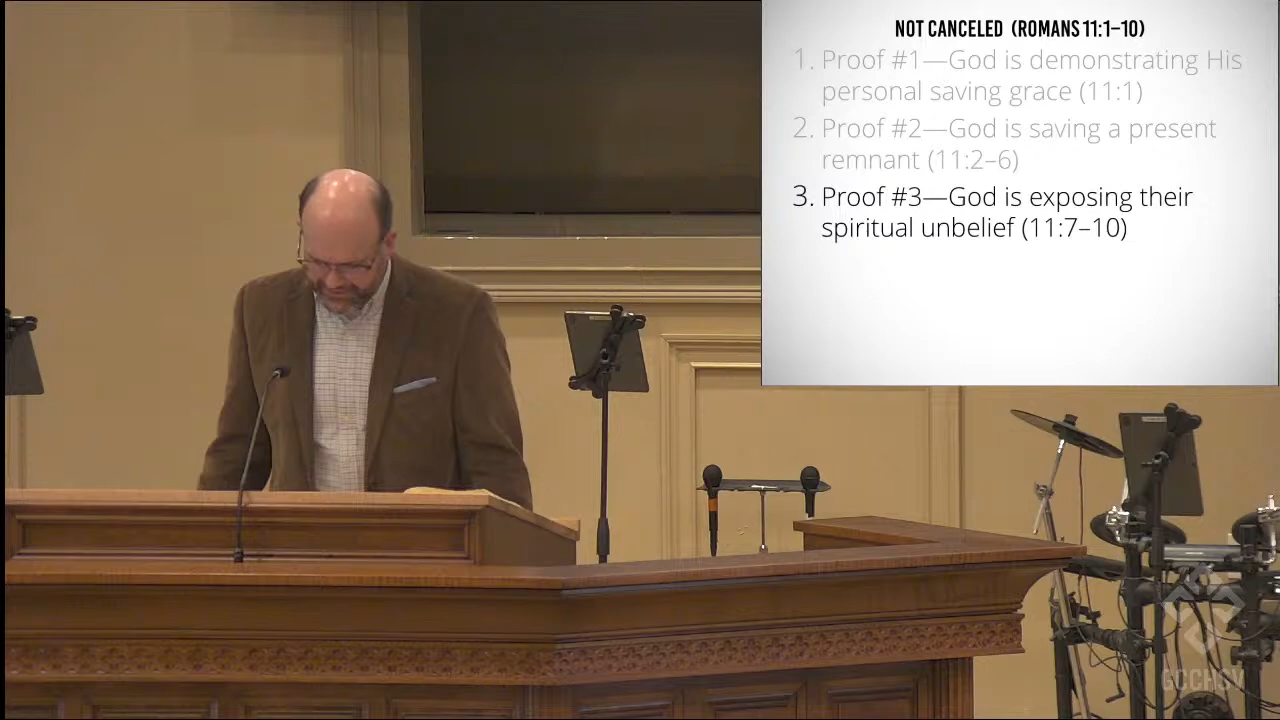 NOT CANCELED (ROMANS 11:1–10)
1. Proof #1—God is demonstrating His
personal saving grace (11:1)
2. Proof #2—God is saving a present
remnant (11:2–6)
3. Proof #3—God is exposing their
spiritual unbelief (11:7–10)
GCCHSV